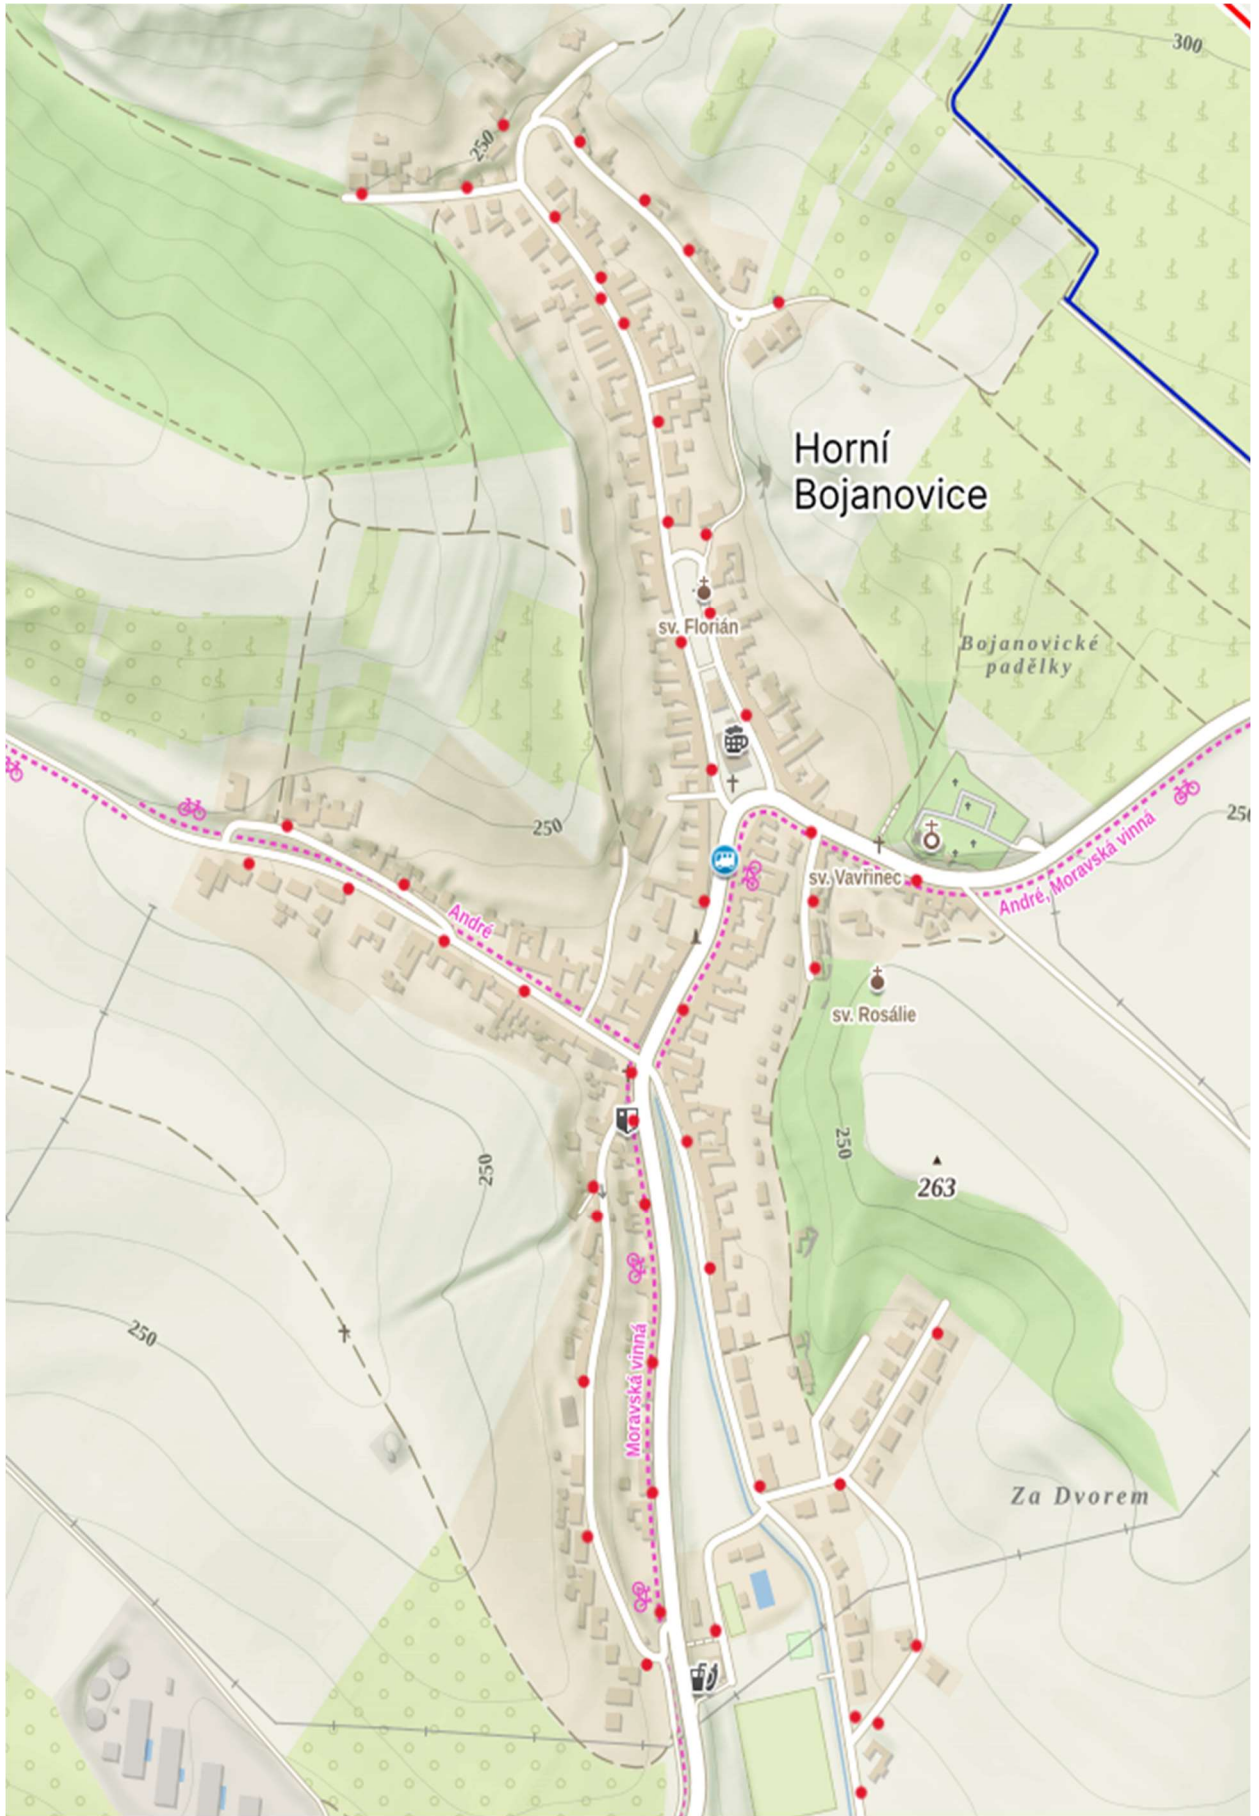 300
250
Horní
Bojanovice
sv. Florián
Bojanovické
padělky
250
André
sv. Vavřinec
André, Moravská vinná
sv. Rosálie
250
250
263
250
Moravská vinná
Za Dvorem